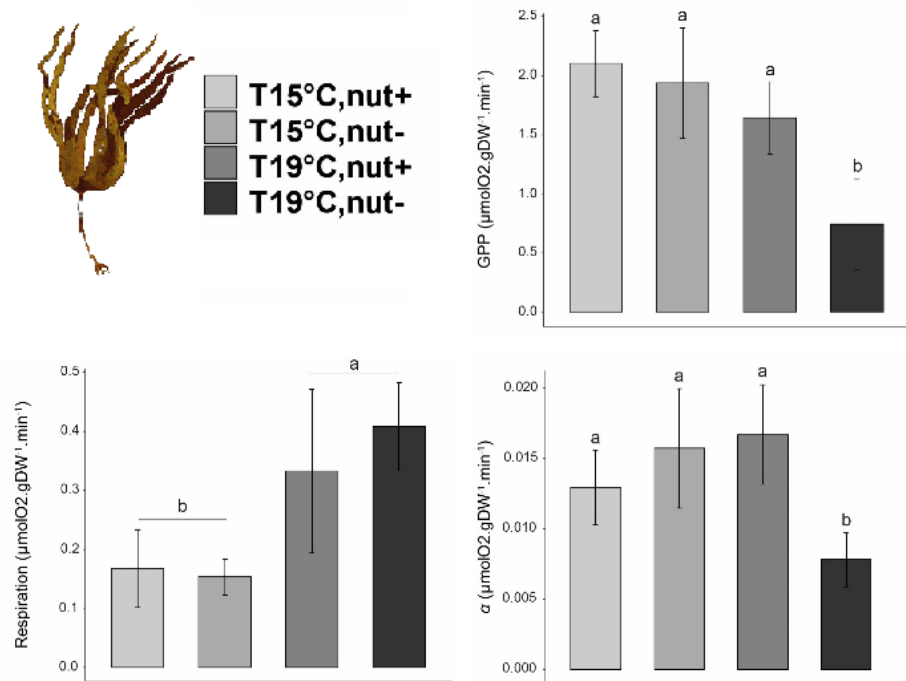 T15°C,nut+
T15°C,nut-
T19°C,nut+
T19°C,nut-
GPP (µmolO2.gDW⁻¹.min⁻¹)
2.5
2.0
1.5
1.0
0.5
0.0
a
a
a
b
Respiration (µmolO2.gDW⁻¹.min⁻¹)
0.5
0.4
0.3
0.2
0.1
0.0
b
a
α (µmolO2.gDW⁻¹.min⁻¹)
0.020
0.015
0.010
0.005
0.000
a
a
a
b